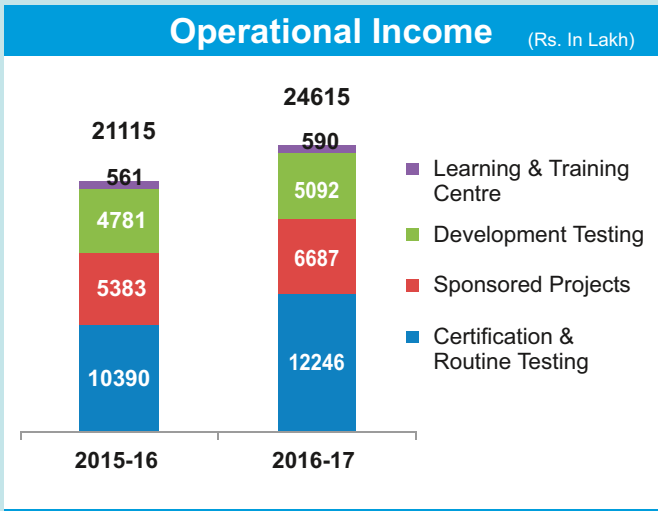 Operational Income (Rs. In Lakh)
24615
21115
590
561
5092
4781
6687
5383
12246
10390
2015-16 2016-17
Learning & Training
Centre
Development Testing
Sponsored Projects
Certification &
Routine Testing